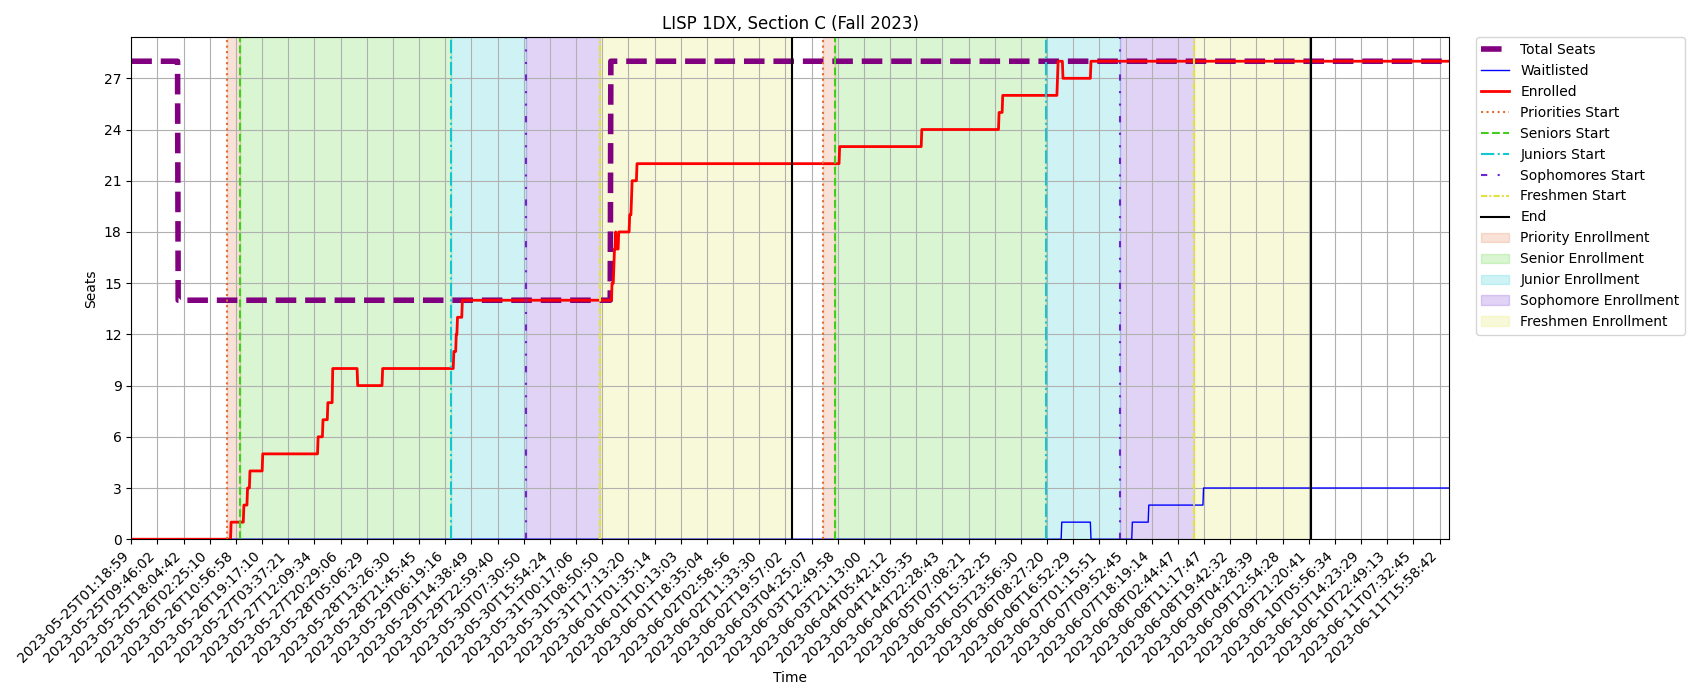 LISP 1DX, Section C (Fall 2023)
Seats
27
24
21
18
15
12
9
6
3
0
2023-05-25T01:18:59
2023-05-25T09:46:02
2023-05-25T18:04:42
2023-05-26T02:25:10
2023-05-26T10:56:58
2023-05-26T19:17:10
2023-05-27T03:37:21
2023-05-27T12:09:34
2023-05-27T20:29:06
2023-05-28T05:06:29
2023-05-28T13:26:30
2023-05-28T21:45:45
2023-05-29T06:19:16
2023-05-29T14:38:49
2023-05-29T22:59:40
2023-05-30T07:30:50
2023-05-30T15:54:24
2023-05-31T00:17:06
2023-05-31T08:50:50
2023-05-31T17:13:20
2023-06-01T01:35:14
2023-06-01T10:13:03
2023-06-01T18:35:04
2023-06-02T02:58:56
2023-06-02T11:33:30
2023-06-02T19:57:02
2023-06-03T04:25:07
2023-06-03T12:49:58
2023-06-03T21:13:00
2023-06-04T05:42:12
2023-06-04T14:05:35
2023-06-04T22:28:43
2023-06-05T07:08:21
2023-06-05T15:32:25
2023-06-05T23:56:30
2023-06-06T08:27:20
2023-06-06T16:52:29
2023-06-07T01:15:51
2023-06-07T09:52:45
2023-06-07T18:19:14
2023-06-08T02:44:47
2023-06-08T11:17:47
2023-06-08T19:42:32
2023-06-09T04:28:39
2023-06-09T12:54:28
2023-06-09T21:20:41
2023-06-10T05:56:34
2023-06-10T14:23:29
2023-06-10T22:49:13
2023-06-11T07:32:45
2023-06-11T15:58:42
Time
Total Seats
Waitlisted
Enrolled
Priorities Start
Seniors Start
Juniors Start
Sophomores Start
Freshmen Start
End
Priority Enrollment
Senior Enrollment
Junior Enrollment
Sophomore Enrollment
Freshmen Enrollment